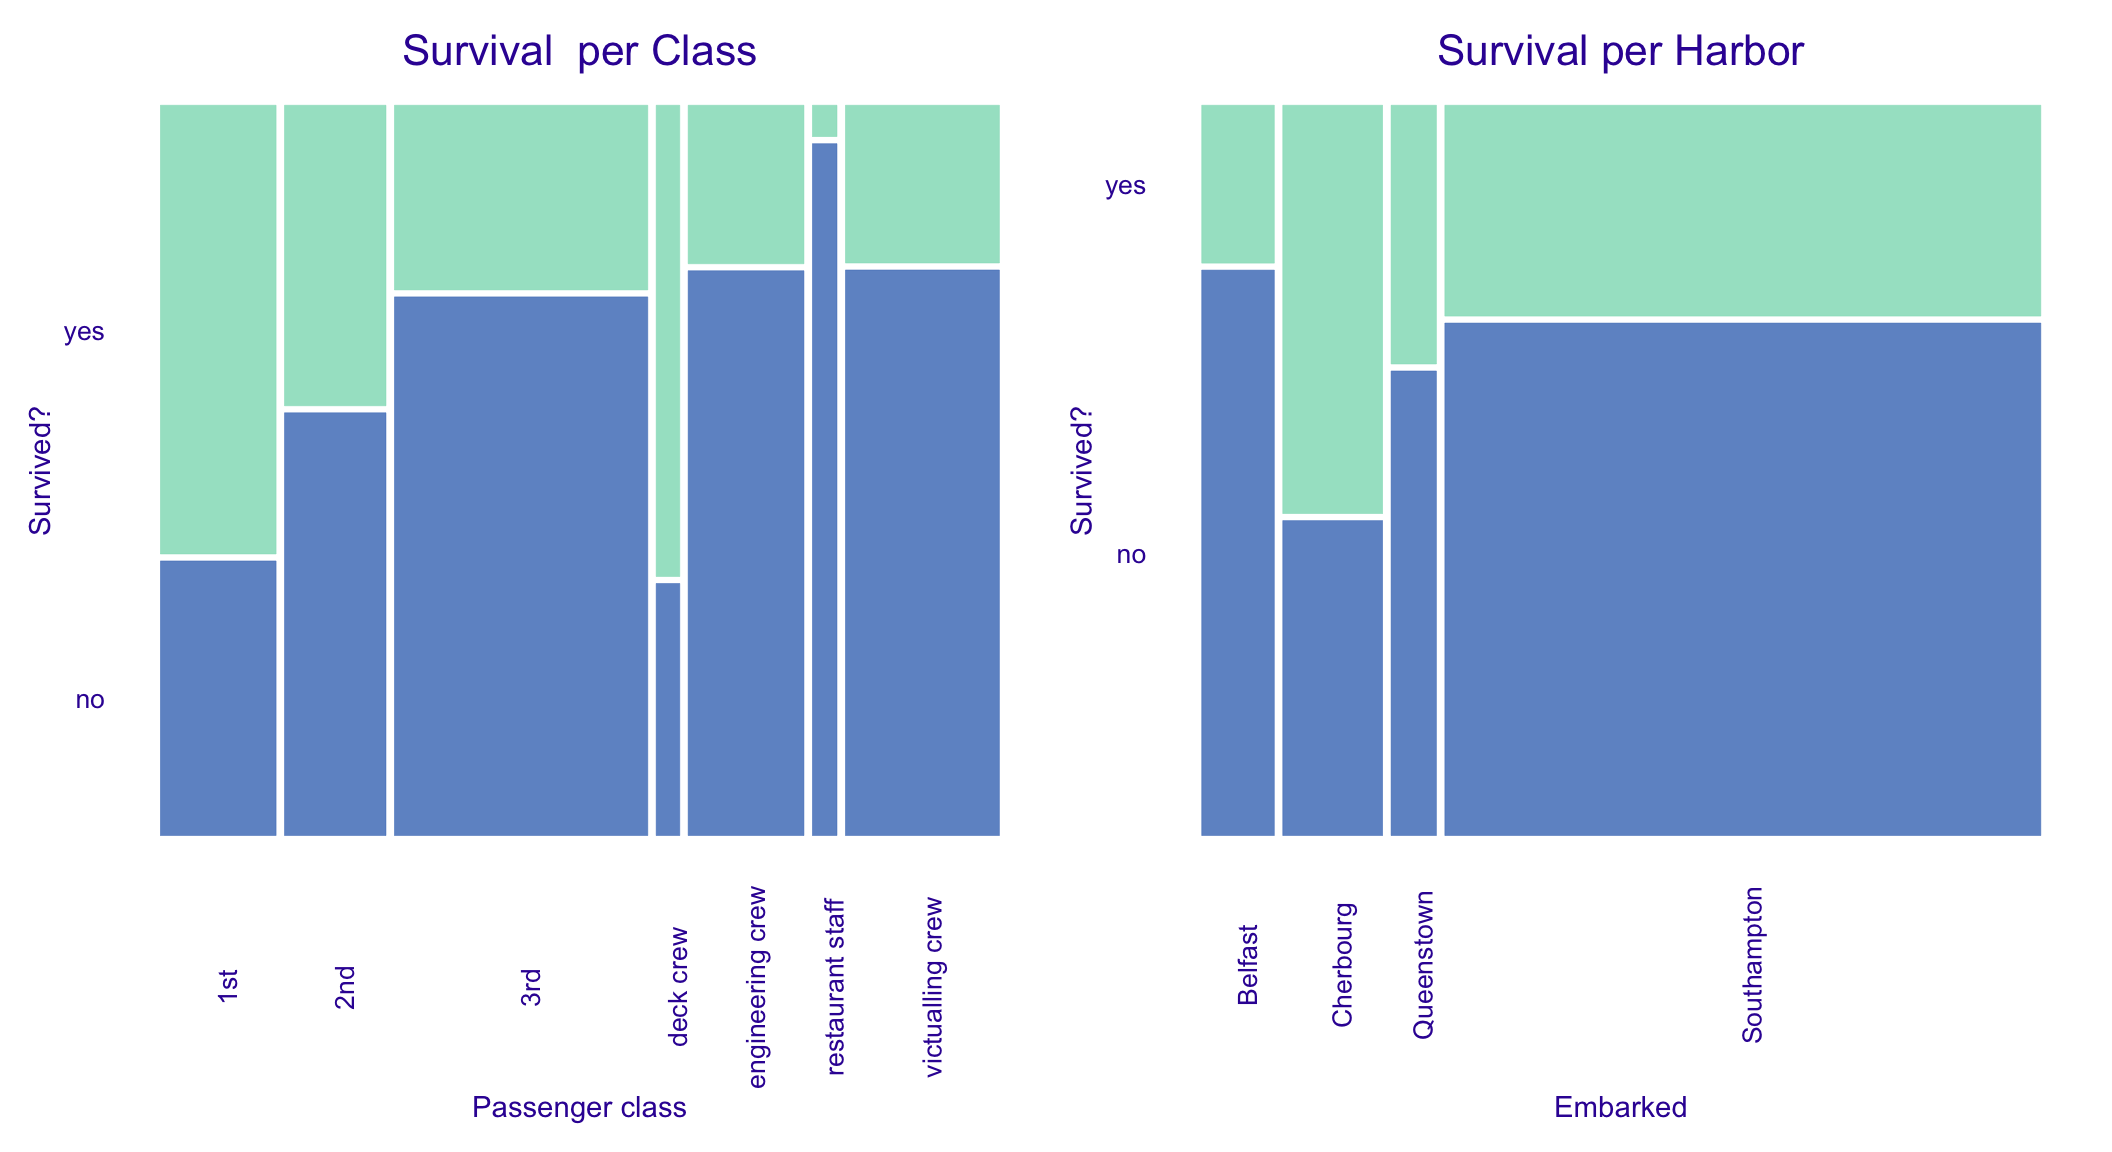 Survival per Class
yes
no
Survived?
1st
2nd
3rd
deck crew
engineering crew
restaurant staff
victualling crew
Passenger class
Survival per Harbor
yes
no
Survived?
Belfast
Cherbourg
Queenstown
Southampton
Embarked